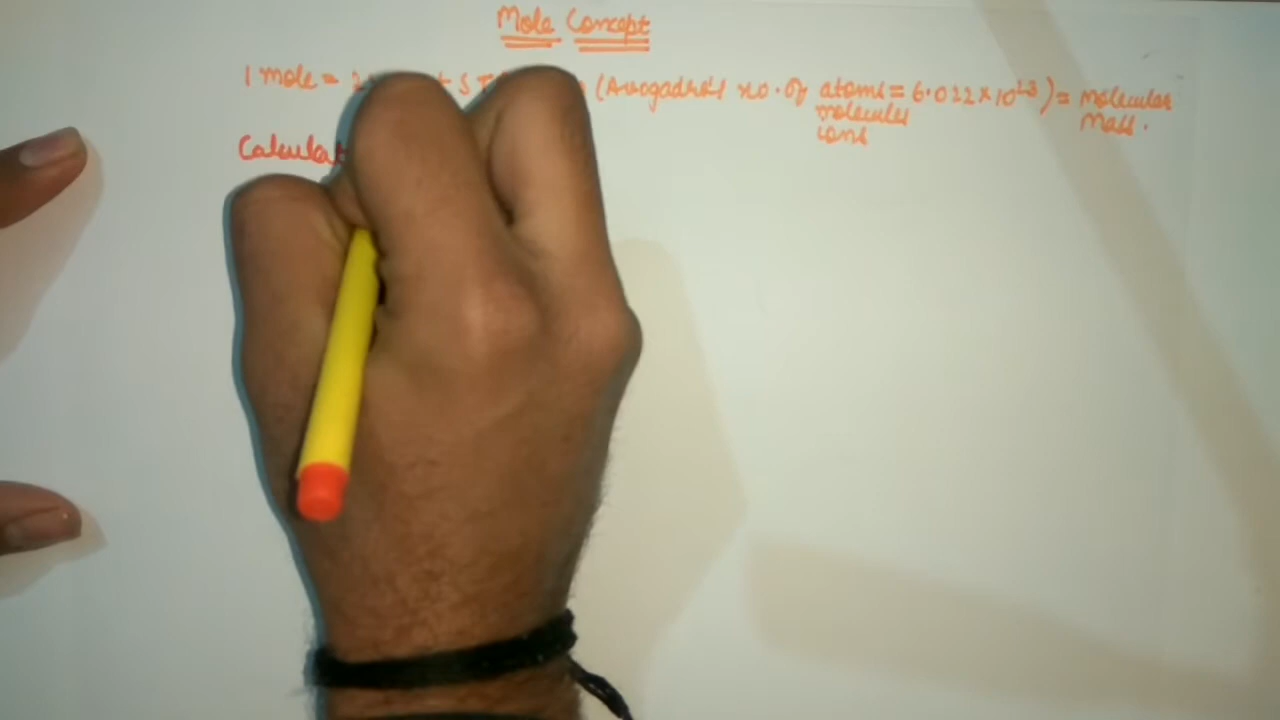 Mole Concept
1 mole = (Avogadro's no. of atoms = 6.022×10²³) = molecular
molecules mass.
ions
Calculat